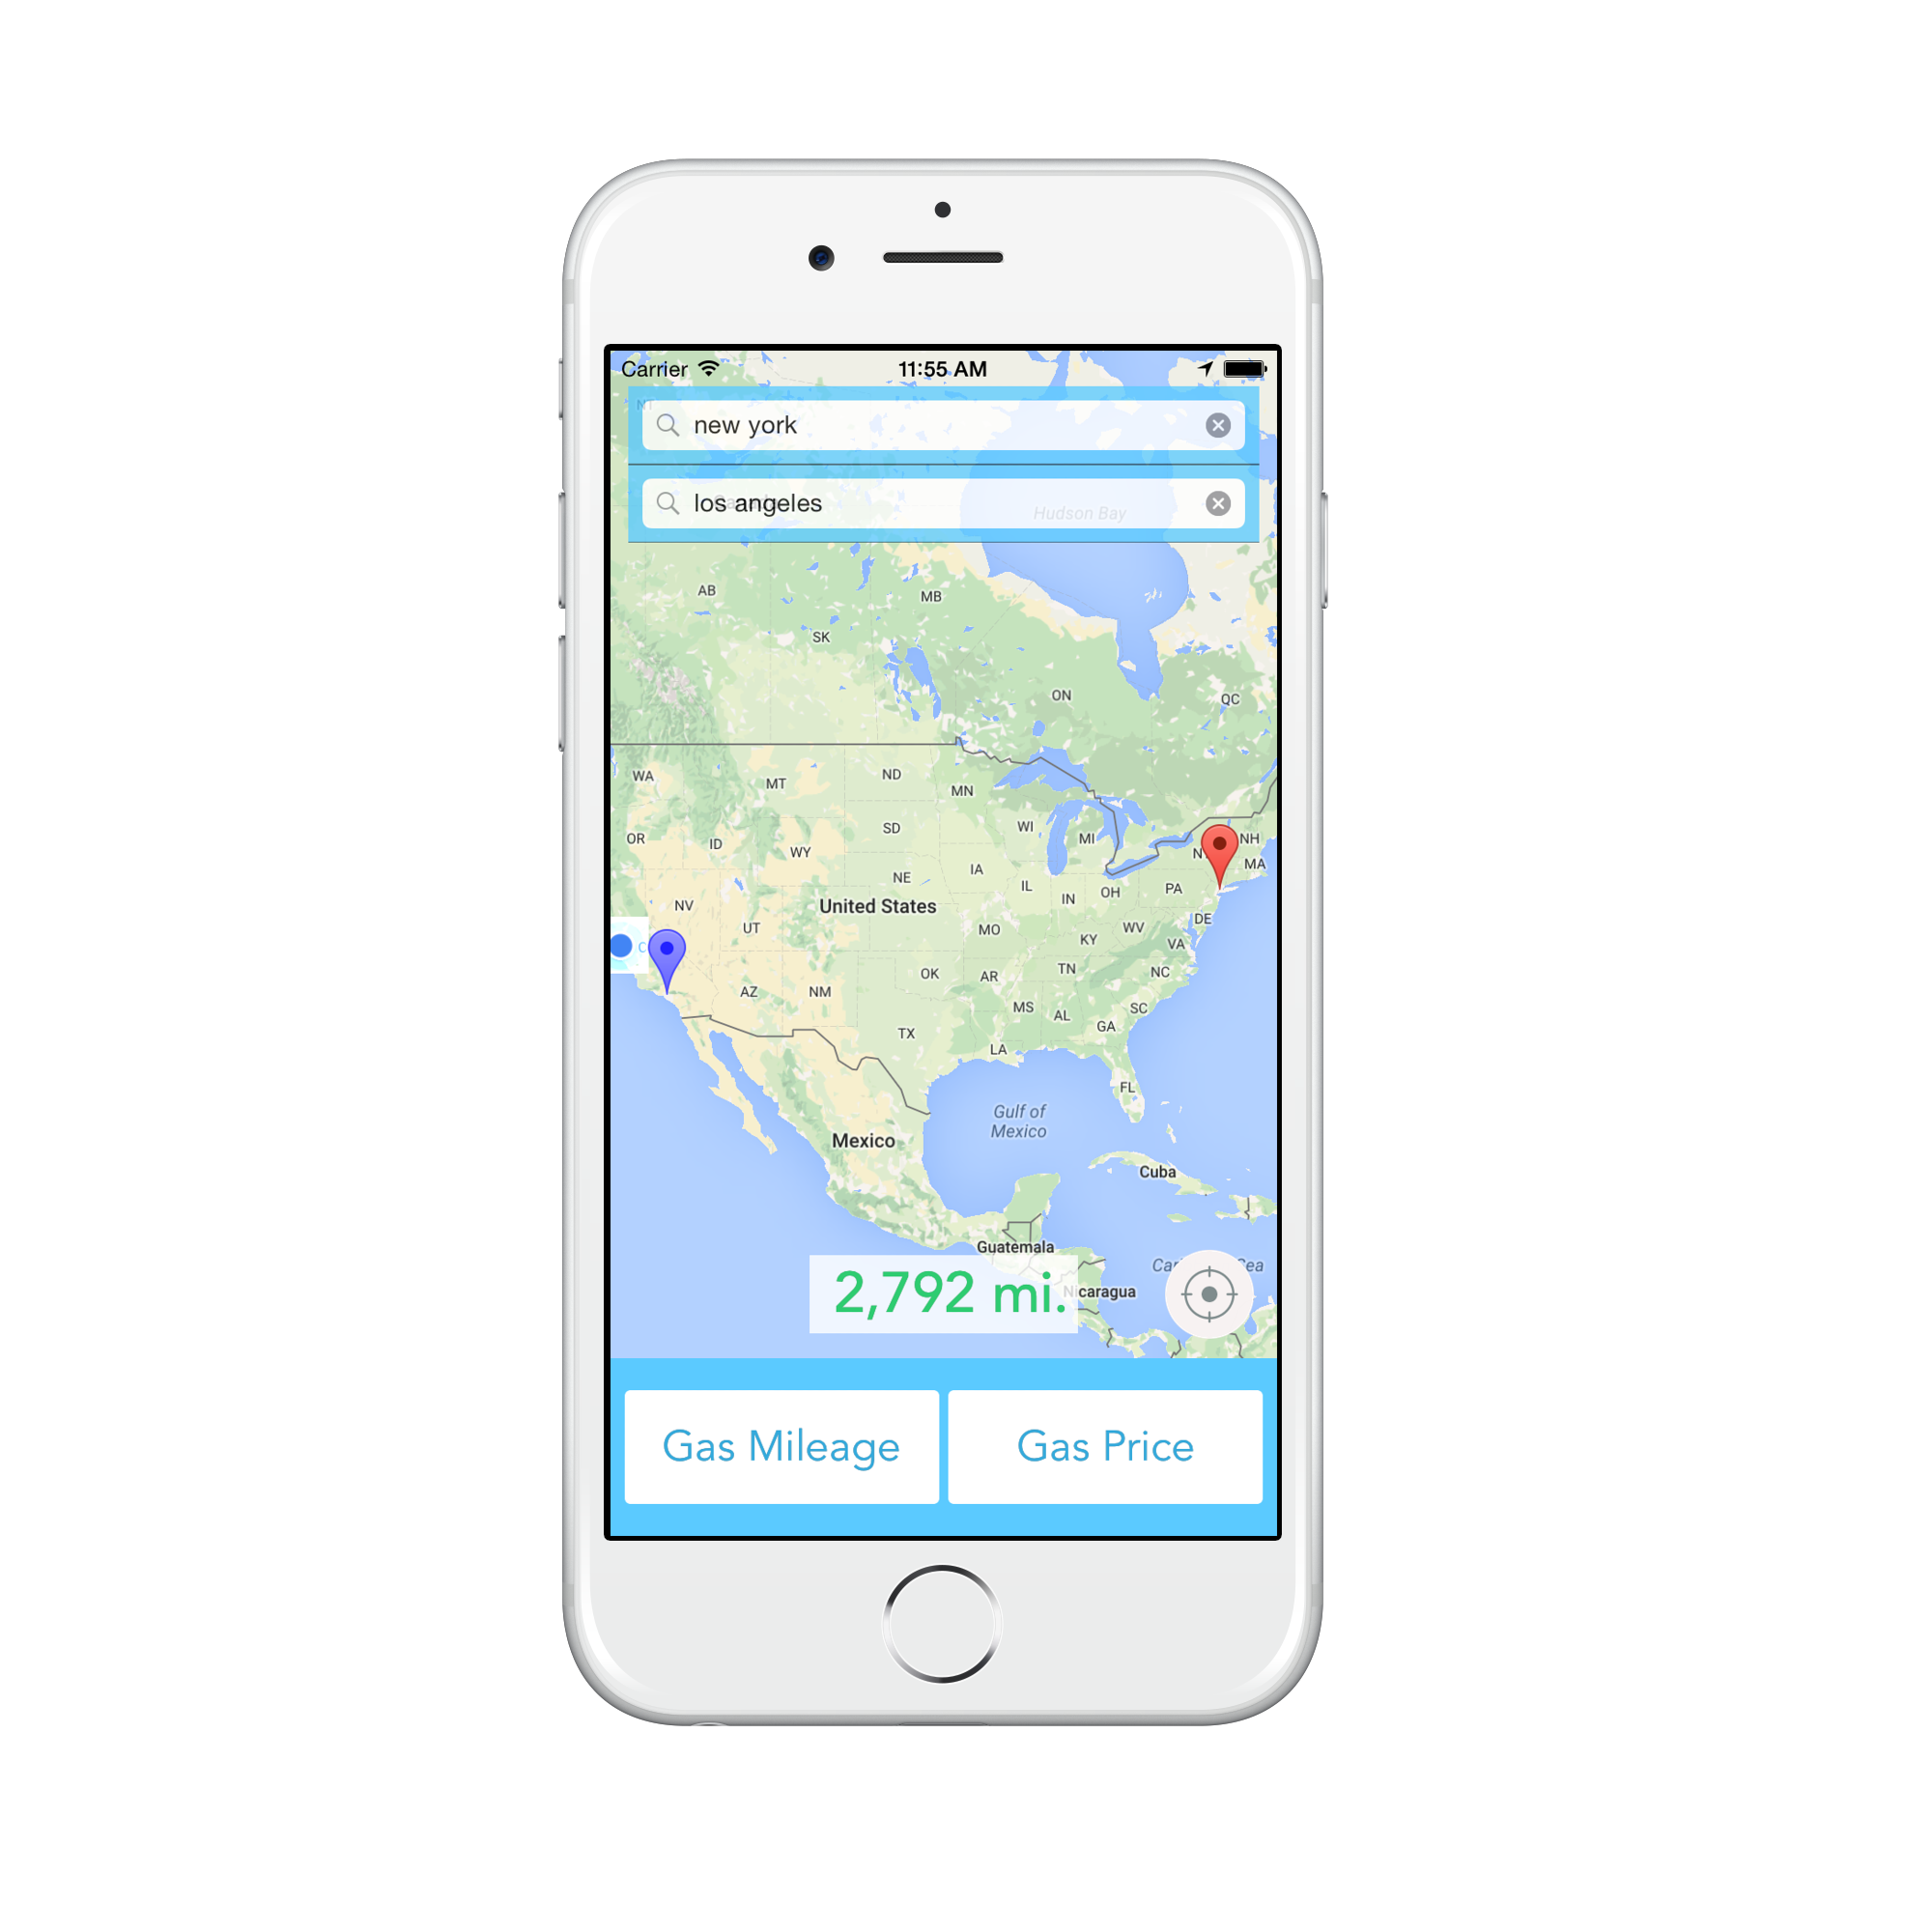 Carrier 11:55 AM
NT
new york
los angeles
Hudson Bay
AB
MB
SK
ON
QC
WA
MT
ND
MN
OR
ID
WY
SD
WI
MI
NH
MA
NE
IA
IL
IN
OH
PA
NV
UT
United States
MO
KY
WV
DE
VA
C
AZ
NM
OK
AR
TN
NC
MS
AL
GA
SC
TX
LA
FL
Gulf of
Mexico
Mexico
Cuba
Guatemala
2,792 mi.
Nicaragua
Gas Mileage
Gas Price